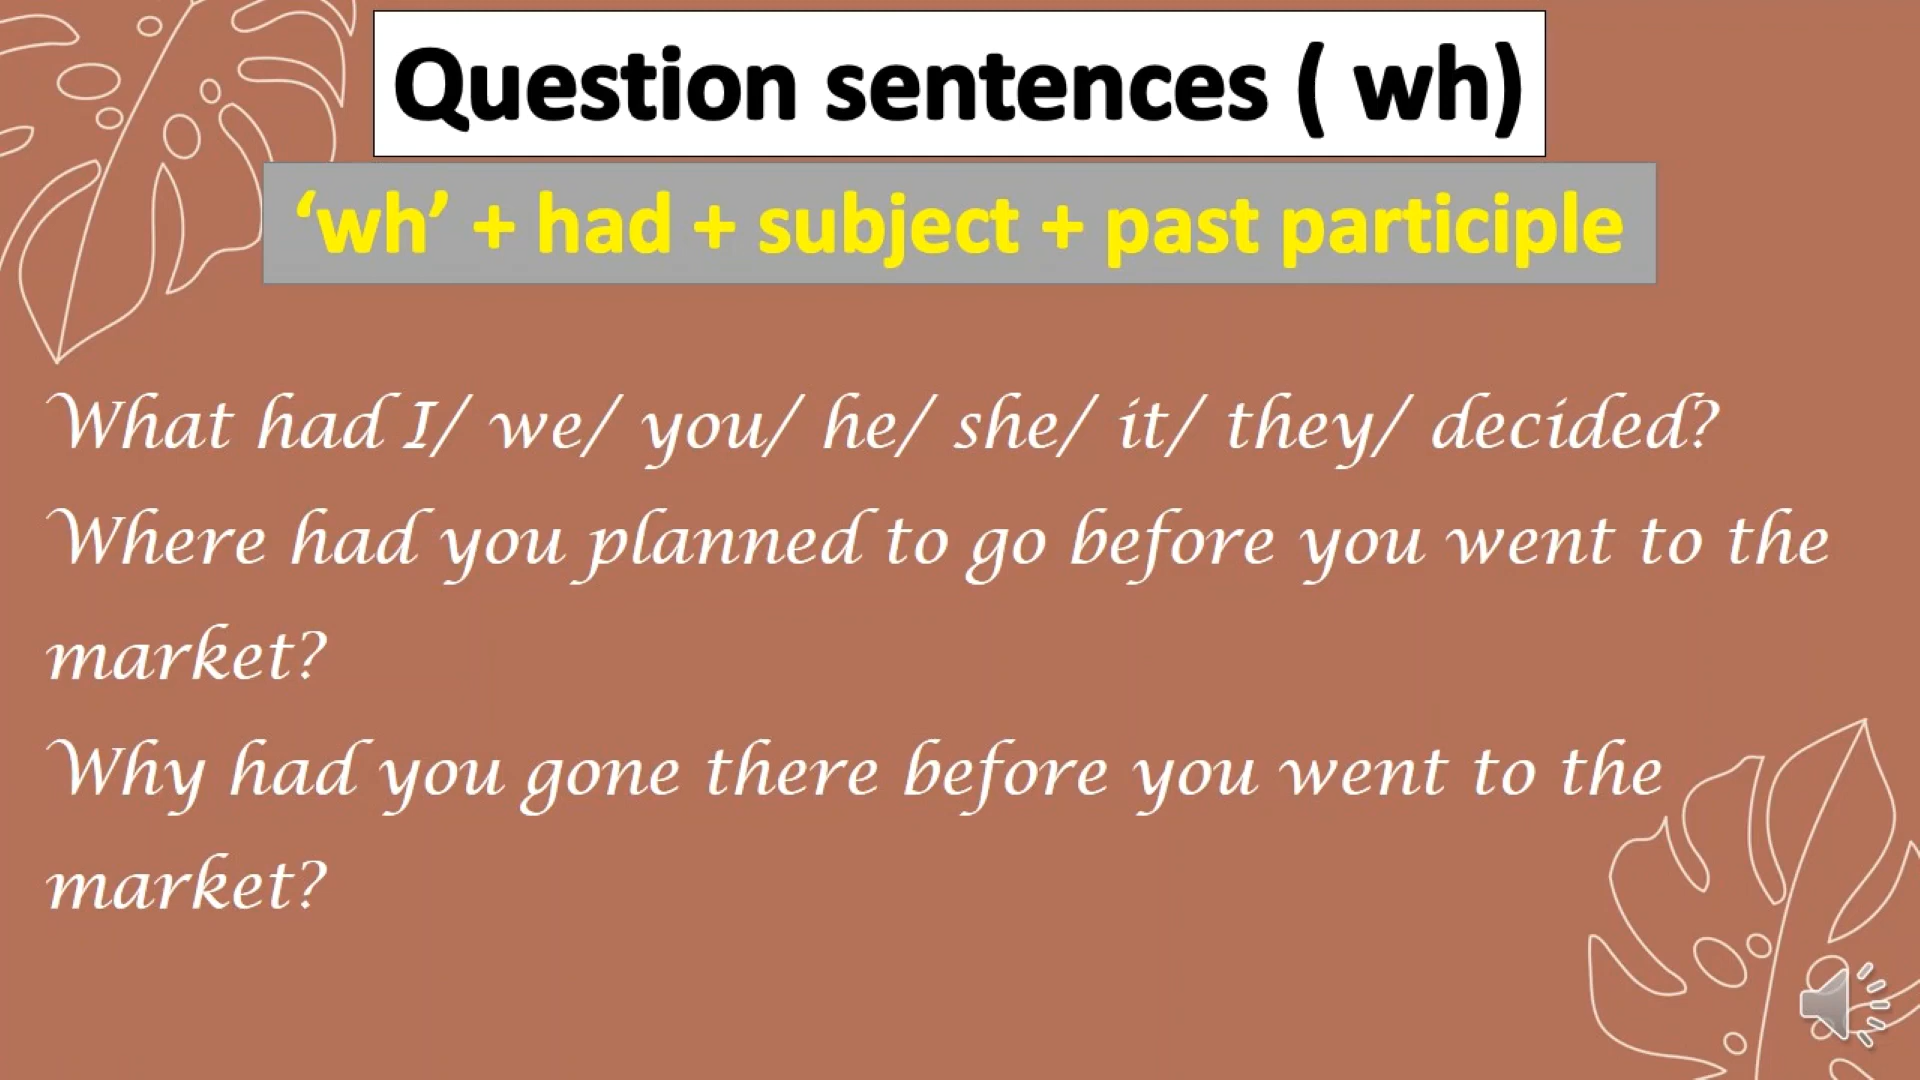 Question sentences ( wh)
‘wh’ + had + subject + past participle
What had I/ we/ you/ he/ she/ it/ they/ decided?
Where had you planned to go before you went to the
market?
Why had you gone there before you went to the
market?